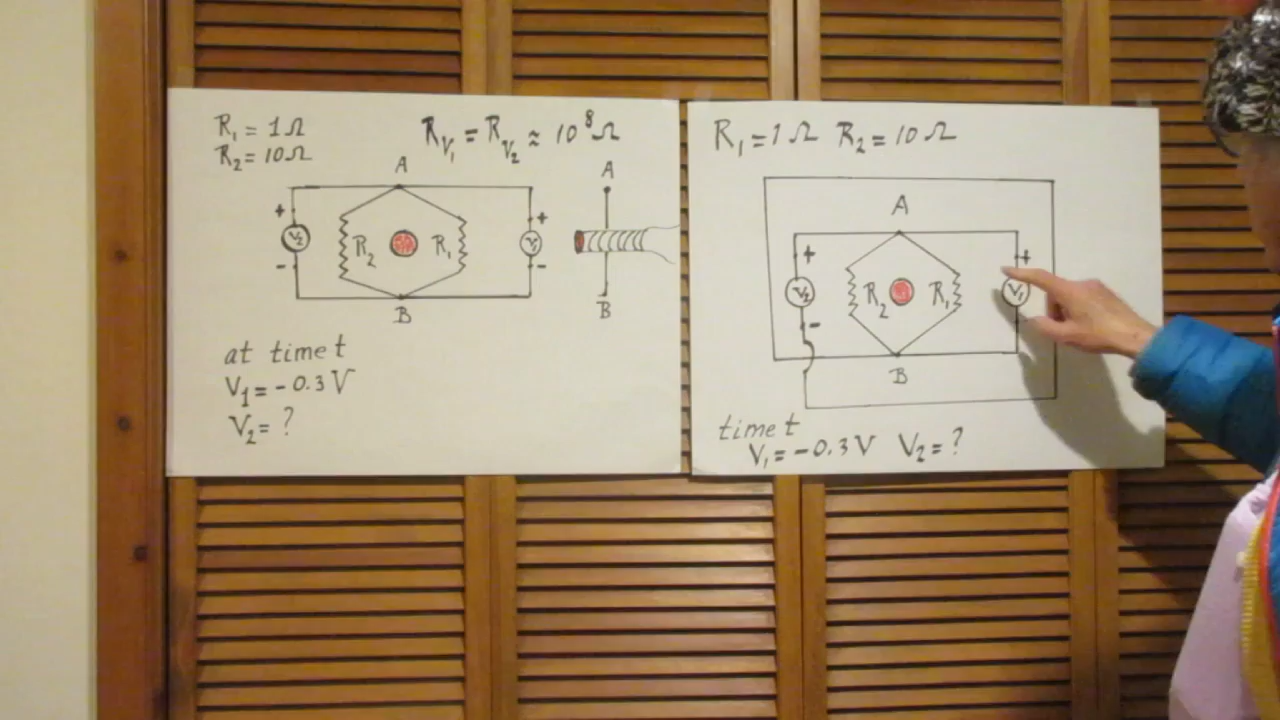 R₁ = 1Ω
R₂ = 10Ω
R_V₁ = R_V₂ ≈ 10⁸Ω
A
A
+
+
V₂
R₂
R₁
V₁
-
-
B
B
at time t
V₁ = -0.3V
V₂ = ?
R₁ = 1Ω R₂ = 10Ω
A
+
+
V₂
R₂
R₁
V₁
-
B
time t
V₁ = -0.3V V₂ = ?